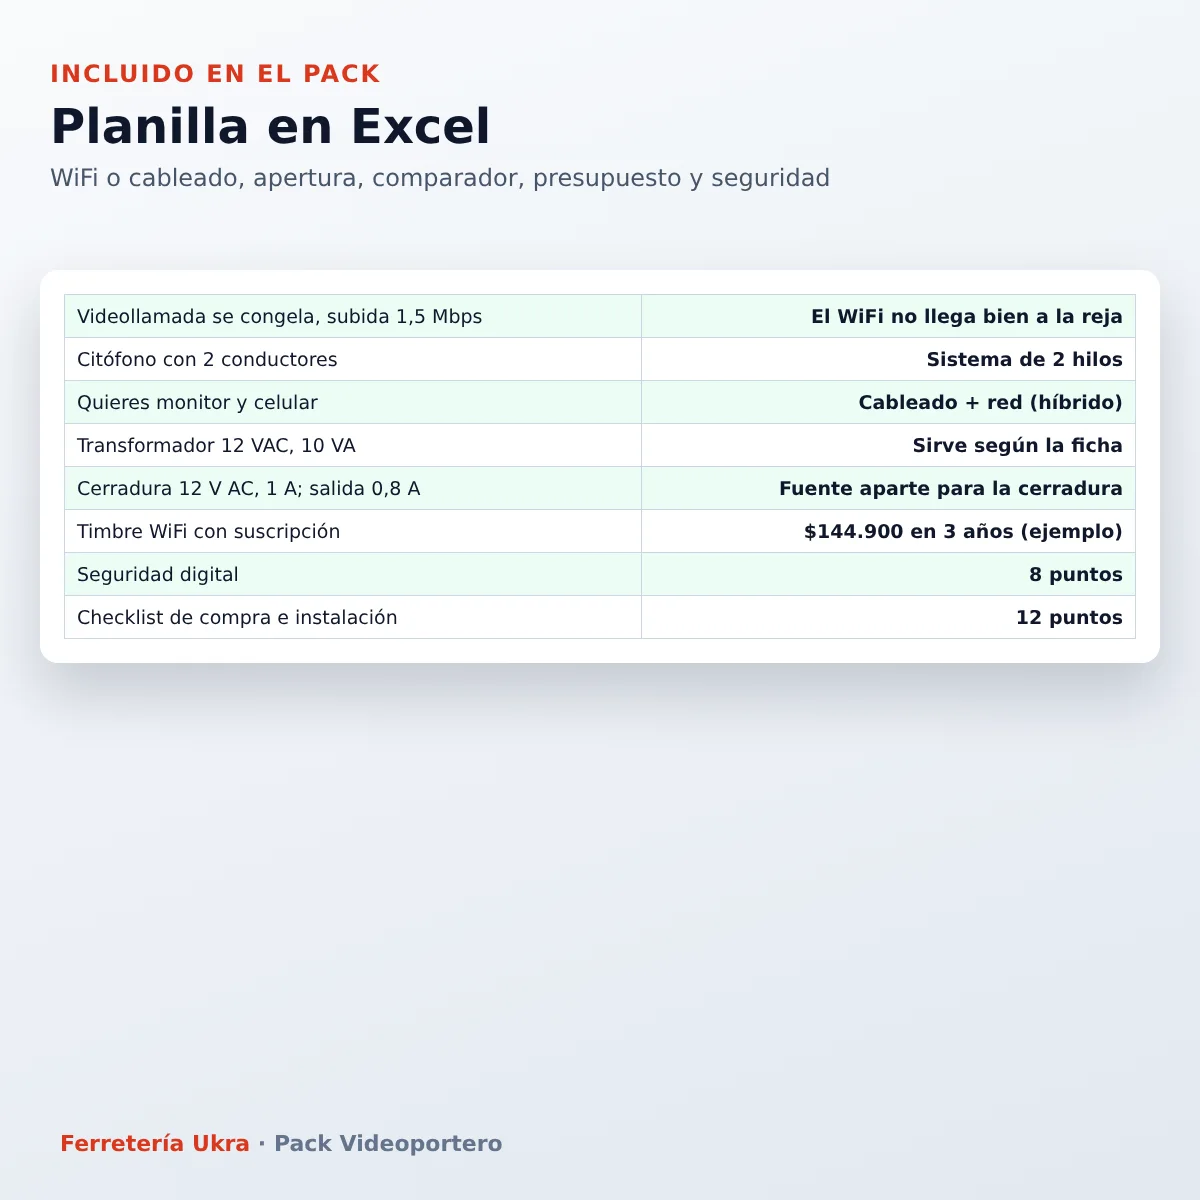 INCLUIDO EN EL PACK
Planilla en Excel
WiFi o cableado, apertura, comparador, presupuesto y seguridad
Videollamada se congela, subida 1,5 Mbps El WiFi no llega bien a la reja
Citófono con 2 conductores Sistema de 2 hilos
Quieres monitor y celular Cableado + red (híbrido)
Transformador 12 VAC, 10 VA Sirve según la ficha
Cerradura 12 V AC, 1 A; salida 0,8 A Fuente aparte para la cerradura
Timbre WiFi con suscripción $144.900 en 3 años (ejemplo)
Seguridad digital 8 puntos
Checklist de compra e instalación 12 puntos
Ferretería Ukra · Pack Videoportero